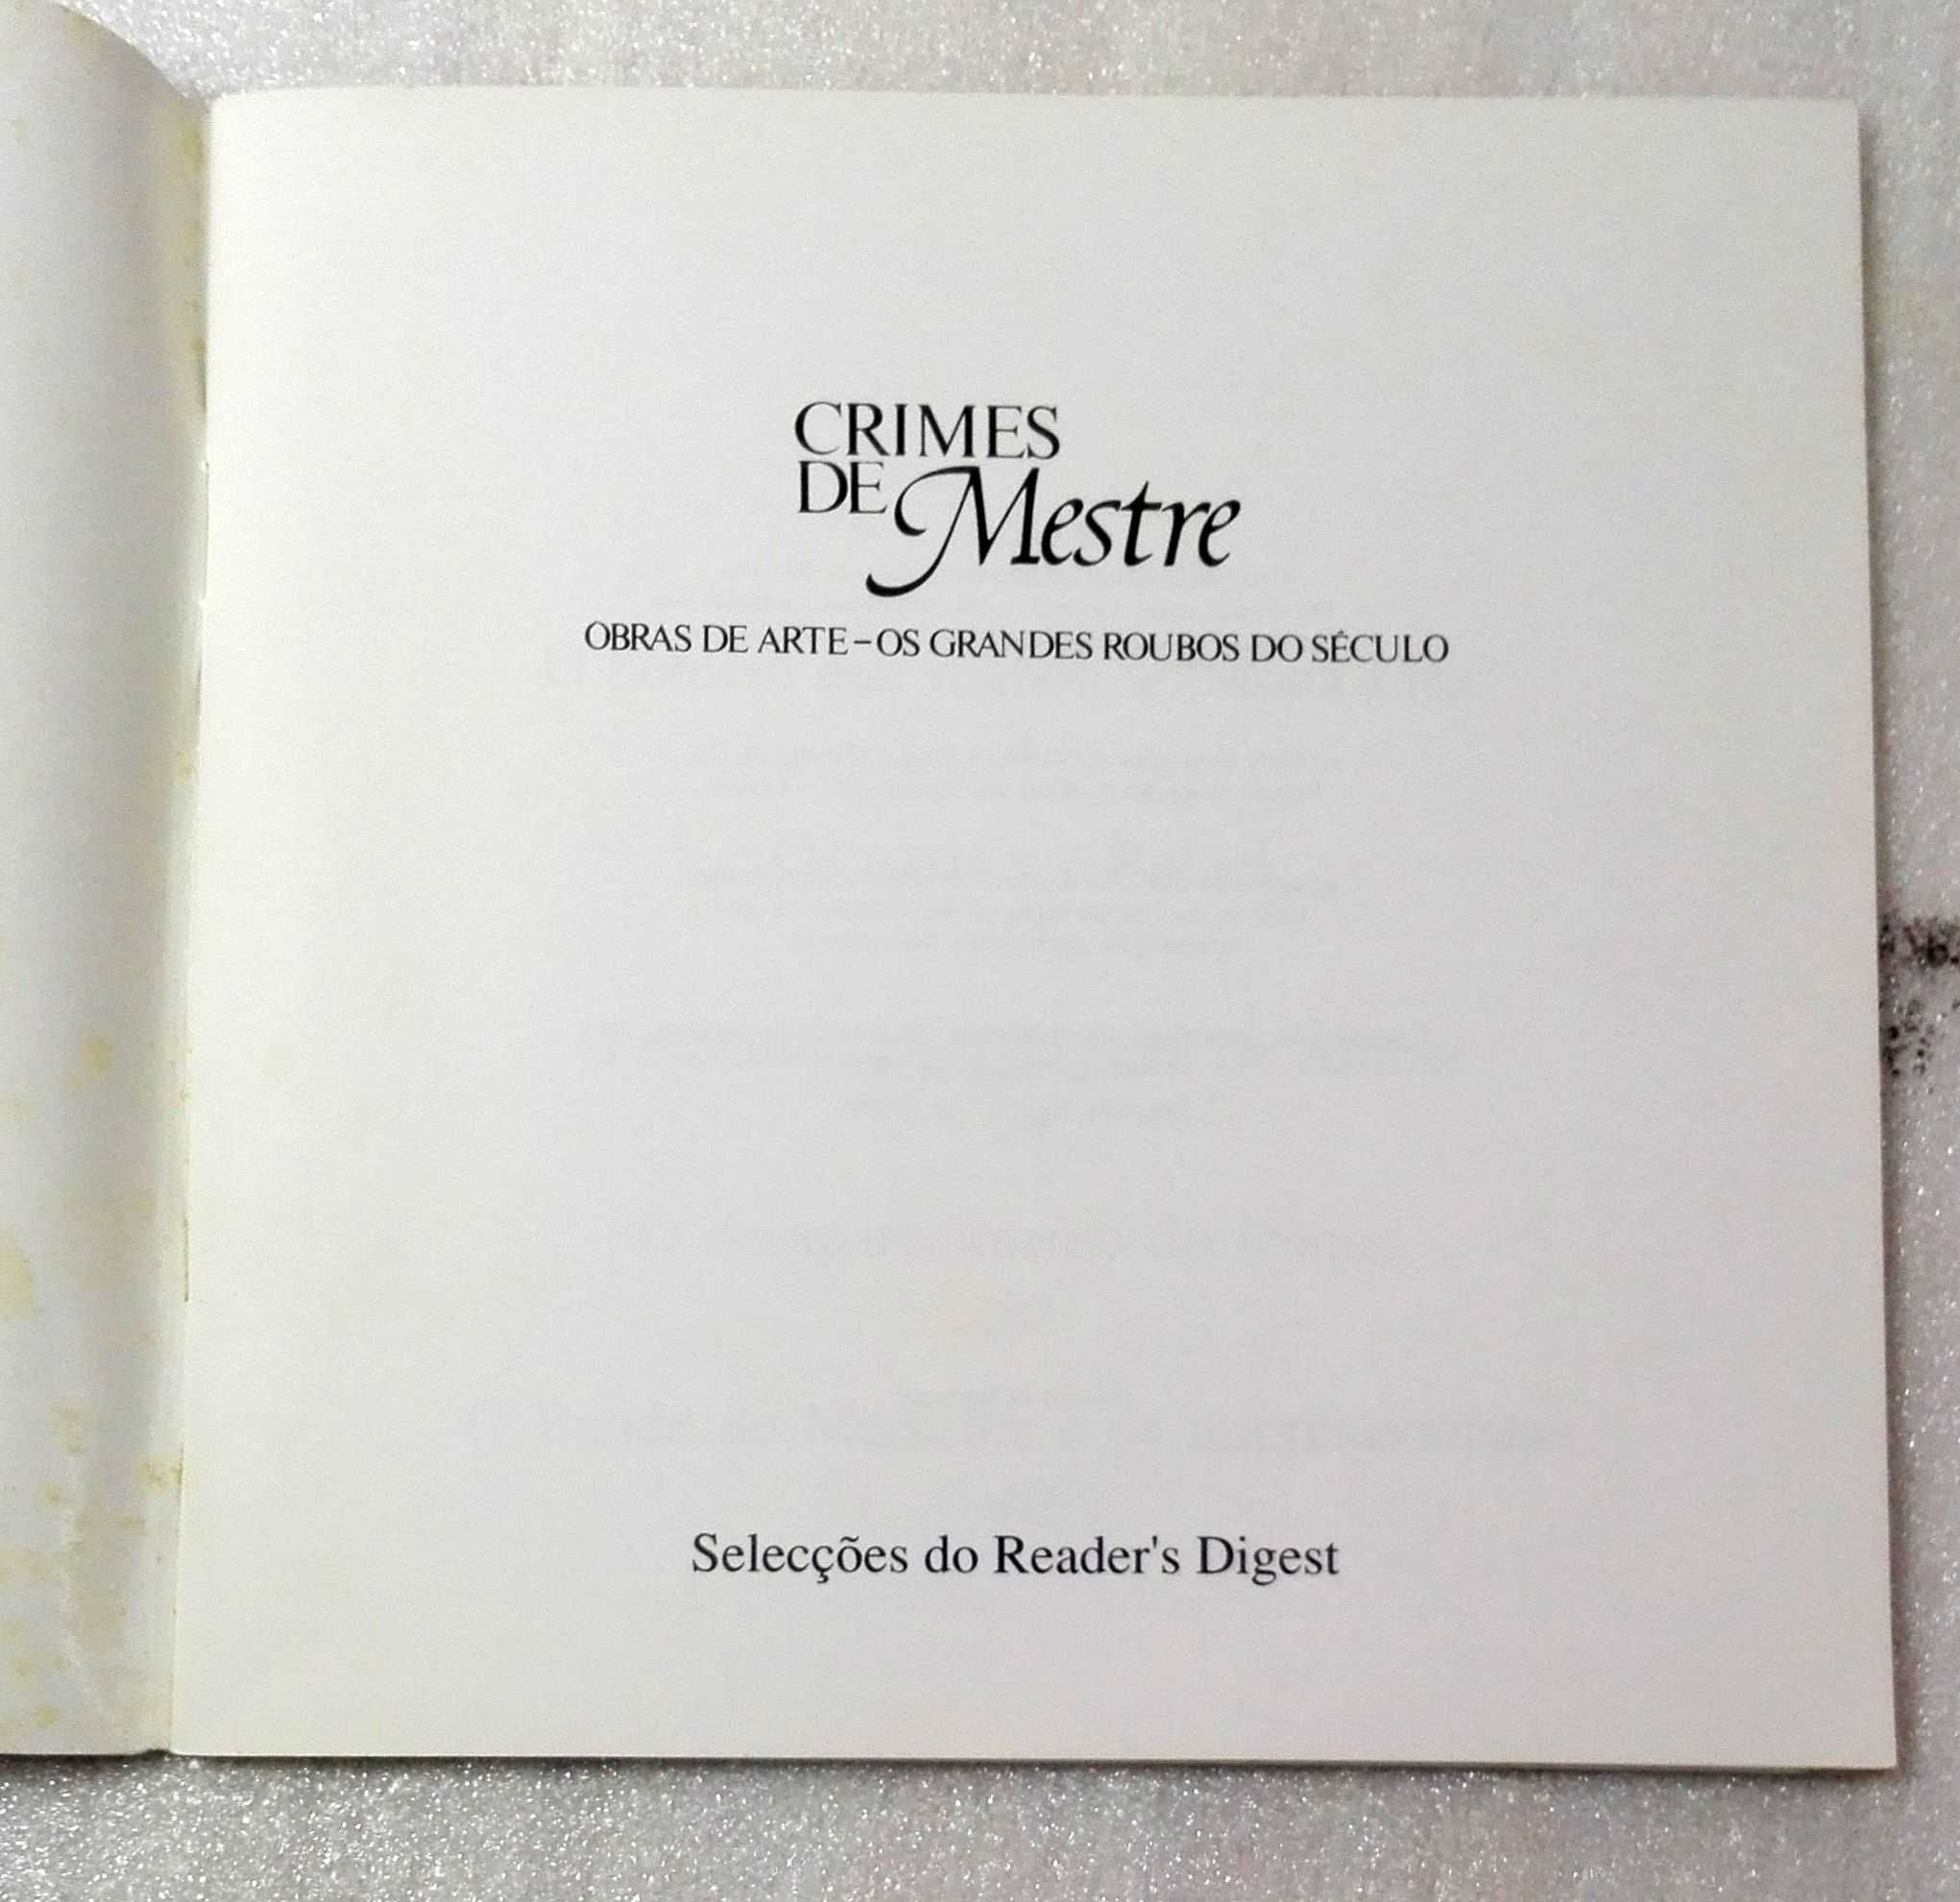 CRIMES
DE Mestre
OBRAS DE ARTE – OS GRANDES ROUBOS DO SÉCULO
Selecções do Reader's Digest